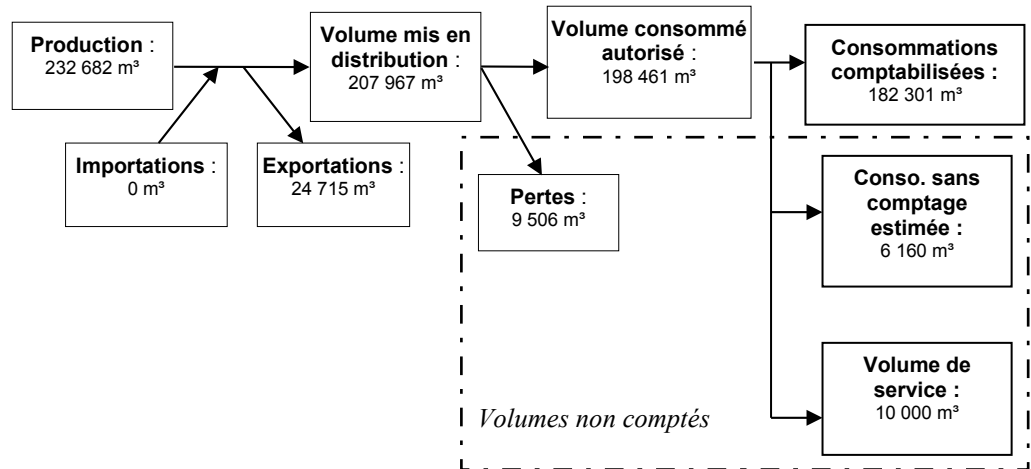 Production :
232 682 m³
Volume mis en
distribution :
207 967 m³
Volume consommé
autorisé :
198 461 m³
Consommations
comptabilisées :
182 301 m³
Importations :
0 m³
Exportations :
24 715 m³
Pertes :
9 506 m³
Conso. sans
comptage
estimée :
6 160 m³
Volume de
service :
10 000 m³
Volumes non comptés